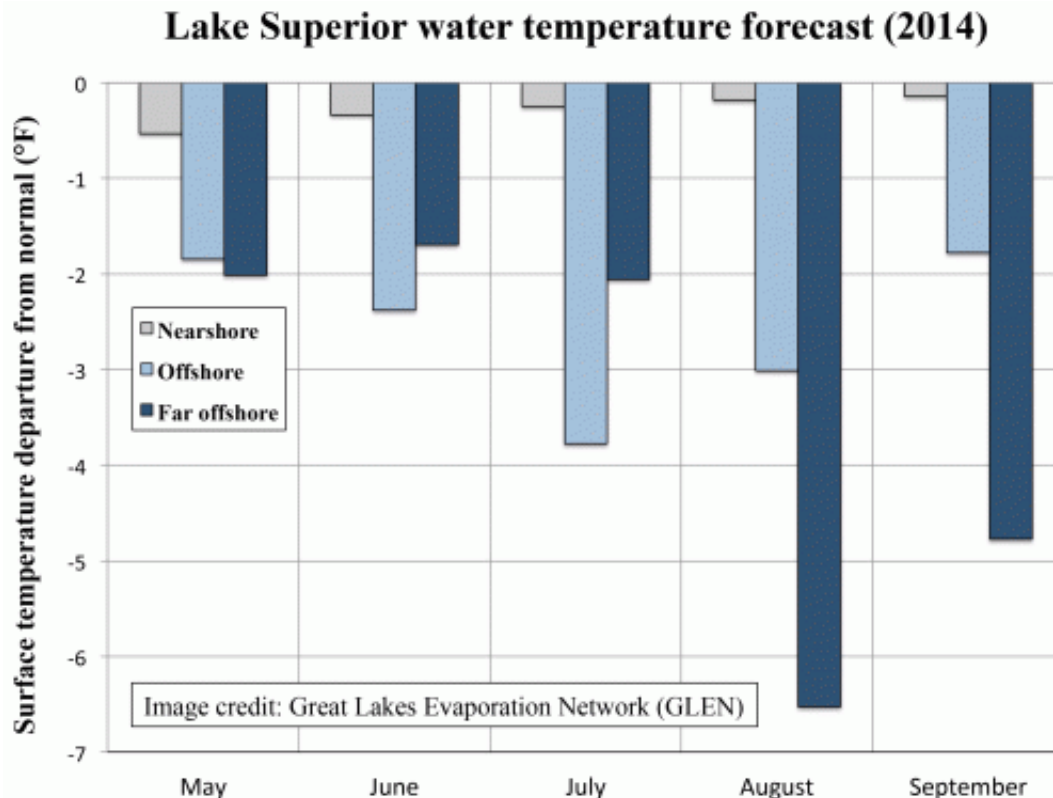 Lake Superior water temperature forecast (2014)
Surface temperature departure from normal (°F)
0
-1
-2
-3
-4
-5
-6
-7
Nearshore
Offshore
Far offshore
Image credit: Great Lakes Evaporation Network (GLEN)
May June July August September